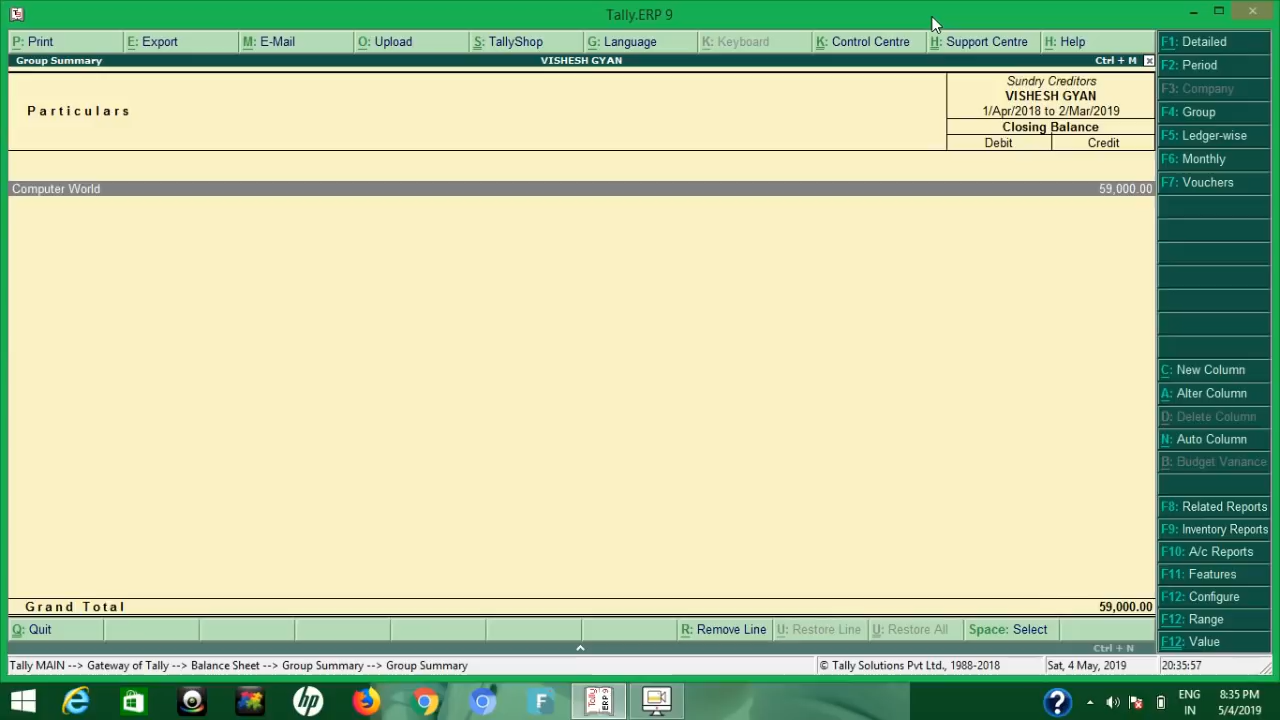 Tally.ERP 9
P: Print E: Export M: E-Mail O: Upload S: TallyShop G: Language K: Keyboard K: Control Centre H: Support Centre H: Help
Group Summary VISHESH GYAN Ctrl + M
Particulars
Sundry Creditors
VISHESH GYAN
1/Apr/2018 to 2/Mar/2019
Closing Balance
Debit Credit
Computer World 59,000.00
Grand Total 59,000.00
F1: Detailed
F2: Period
F3: Company
F4: Group
F5: Ledger-wise
F6: Monthly
F7: Vouchers
C: New Column
A: Alter Column
D: Delete Column
N: Auto Column
B: Budget Variance
F8: Related Reports
F9: Inventory Reports
F10: A/c Reports
F11: Features
F12: Configure
F12: Range
F12: Value
Q: Quit R: Remove Line U: Restore Line U: Restore All Space: Select
Ctrl + N
Tally MAIN --> Gateway of Tally --> Balance Sheet --> Group Summary --> Group Summary © Tally Solutions Pvt Ltd., 1988-2018 Sat, 4 May, 2019 20:35:57
hp
F
Tally
ERP 9
?
ENG
IN
8:35 PM
5/4/2019